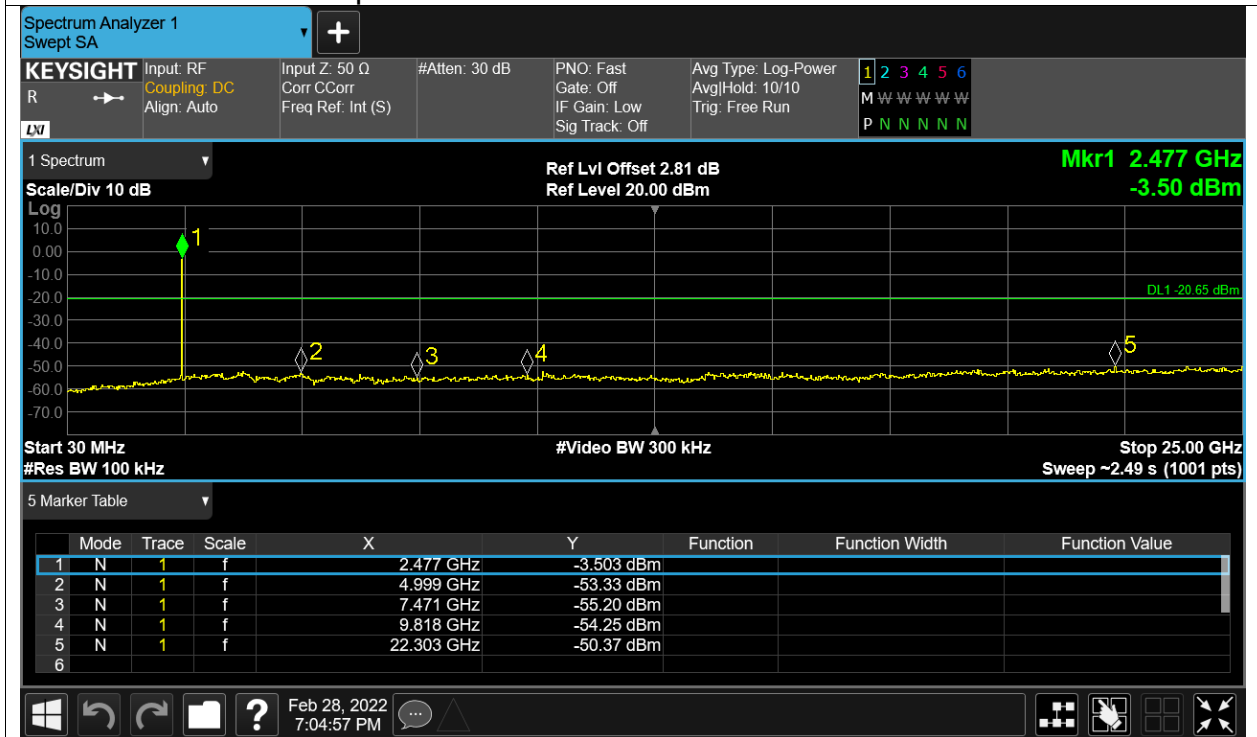 Spectrum Analyzer 1
Swept SA
KEYSIGHT Input: RF Input Z: 50 Ω #Atten: 30 dB PNO: Fast Avg Type: Log-Power 1 2 3 4 5 6
R Coupling: DC Corr CCorr Gate: Off Avg|Hold: 10/10 M W W W W W
Align: Auto Freq Ref: Int (S) IF Gain: Low Trig: Free Run P N N N N N
LXI Sig Track: Off
1 Spectrum Ref Lvl Offset 2.81 dB Mkr1 2.477 GHz
Scale/Div 10 dB Ref Level 20.00 dBm -3.50 dBm
Log
10.0
1
0.00
-10.0
-20.0 DL1 -20.65 dBm
-30.0
-40.0
2 3 4 5
-50.0
-60.0
-70.0
Start 30 MHz #Video BW 300 kHz Stop 25.00 GHz
#Res BW 100 kHz Sweep ~2.49 s (1001 pts)
5 Marker Table
Mode Trace Scale X Y Function Function Width Function Value
1 N 1 f 2.477 GHz -3.503 dBm
2 N 1 f 4.999 GHz -53.33 dBm
3 N 1 f 7.471 GHz -55.20 dBm
4 N 1 f 9.818 GHz -54.25 dBm
5 N 1 f 22.303 GHz -50.37 dBm
6
? Feb 28, 2022
7:04:57 PM